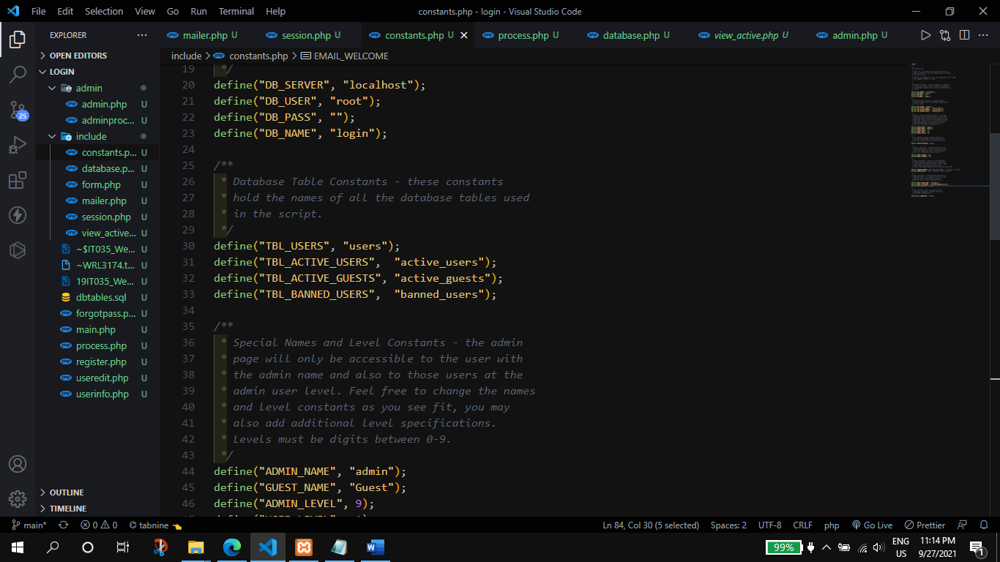 File Edit Selection View Go Run Terminal Help constants.php - login - Visual Studio Code
EXPLORER
OPEN EDITORS
LOGIN
admin
admin.php U
adminproc... U
include
constants.p... U
database.p... U
form.php U
mailer.php U
session.php U
view_active... U
~$IT035_We... U
~WRL3174.t... U
19IT035_We... U
dbtables.sql U
forgotpass.p... U
main.php U
process.php U
register.php U
useredit.php U
userinfo.php U
OUTLINE
TIMELINE
25
mailer.php U session.php U constants.php U process.php U database.php U view_active.php U admin.php U
include > constants.php > EMAIL_WELCOME
19 */
20 define("DB_SERVER", "localhost");
21 define("DB_USER", "root");
22 define("DB_PASS", "");
23 define("DB_NAME", "login");
24
25 /**
26 * Database Table Constants - these constants
27 * hold the names of all the database tables used
28 * in the script.
29 */
30 define("TBL_USERS", "users");
31 define("TBL_ACTIVE_USERS",  "active_users");
32 define("TBL_ACTIVE_GUESTS", "active_guests");
33 define("TBL_BANNED_USERS",  "banned_users");
34
35 /**
36 * Special Names and Level Constants - the admin
37 * page will only be accessible to the user with
38 * the admin name and also to those users at the
39 * admin user level. Feel free to change the names
40 * and level constants as you see fit, you may
41 * also add additional level specifications.
42 * Levels must be digits between 0-9.
43 */
44 define("ADMIN_NAME", "admin");
45 define("GUEST_NAME", "Guest");
46 define("ADMIN_LEVEL", 9);
main* 0 0 tabnine Ln 84, Col 30 (5 selected) Spaces: 2 UTF-8 CRLF php Go Live Prettier
99% ENG US 11:14 PM 9/27/2021 1